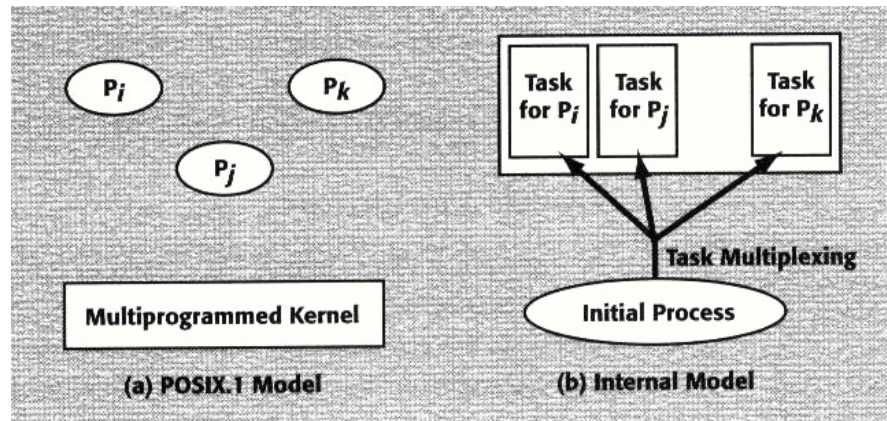 Pi
Pk
Pj
Multiprogrammed Kernel
(a) POSIX.1 Model
Task
for Pi
Task
for Pj
Task
for Pk
Task Multiplexing
Initial Process
(b) Internal Model